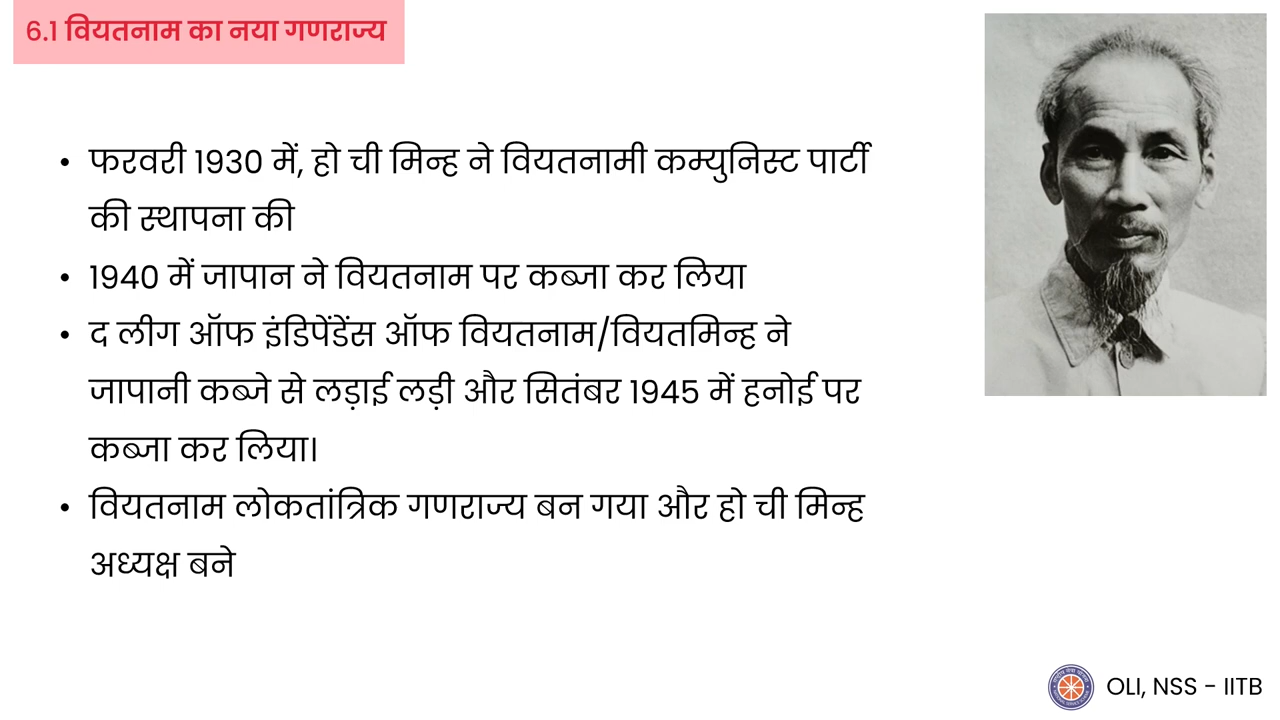 6.1 वियतनाम का नया गणराज्य
• फरवरी 1930 में, हो ची मिन्ह ने वियतनामी कम्युनिस्ट पार्टी
की स्थापना की
• 1940 में जापान ने वियतनाम पर कब्जा कर लिया
• द लीग ऑफ इंडिपेंडेंस ऑफ वियतनाम/वियतमिन्ह ने
जापानी कब्जे से लड़ाई लड़ी और सितंबर 1945 में हनोई पर
कब्जा कर लिया।
• वियतनाम लोकतांत्रिक गणराज्य बन गया और हो ची मिन्ह
अध्यक्ष बने
OLI, NSS - IITB